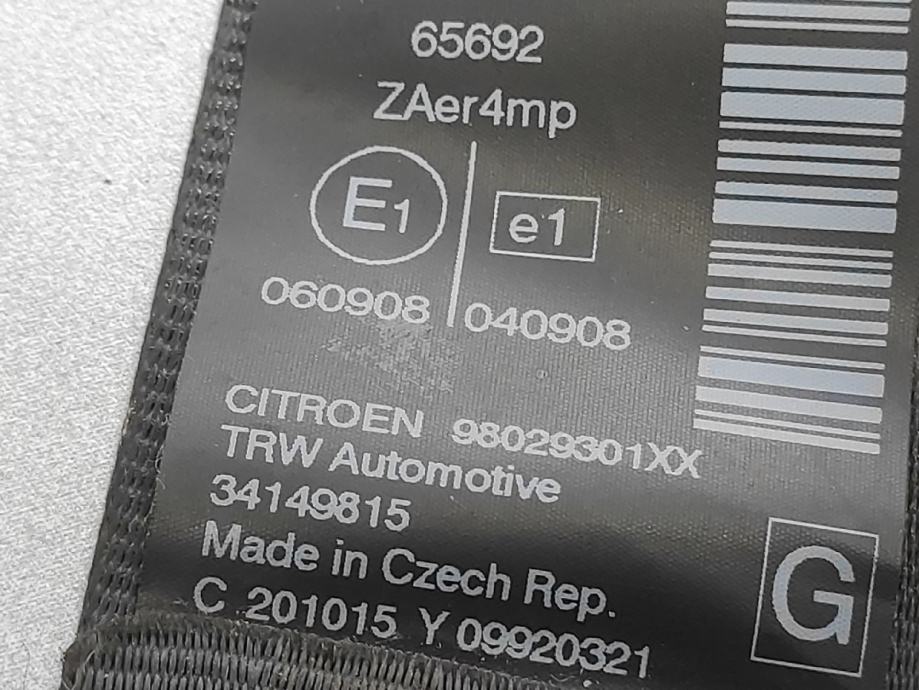 65692
ZAer4mp
E1 e1
060908 040908
CITROEN 98029301XX
TRW Automotive
34149815
Made in Czech Rep.
C 201015 Y 09920321
G